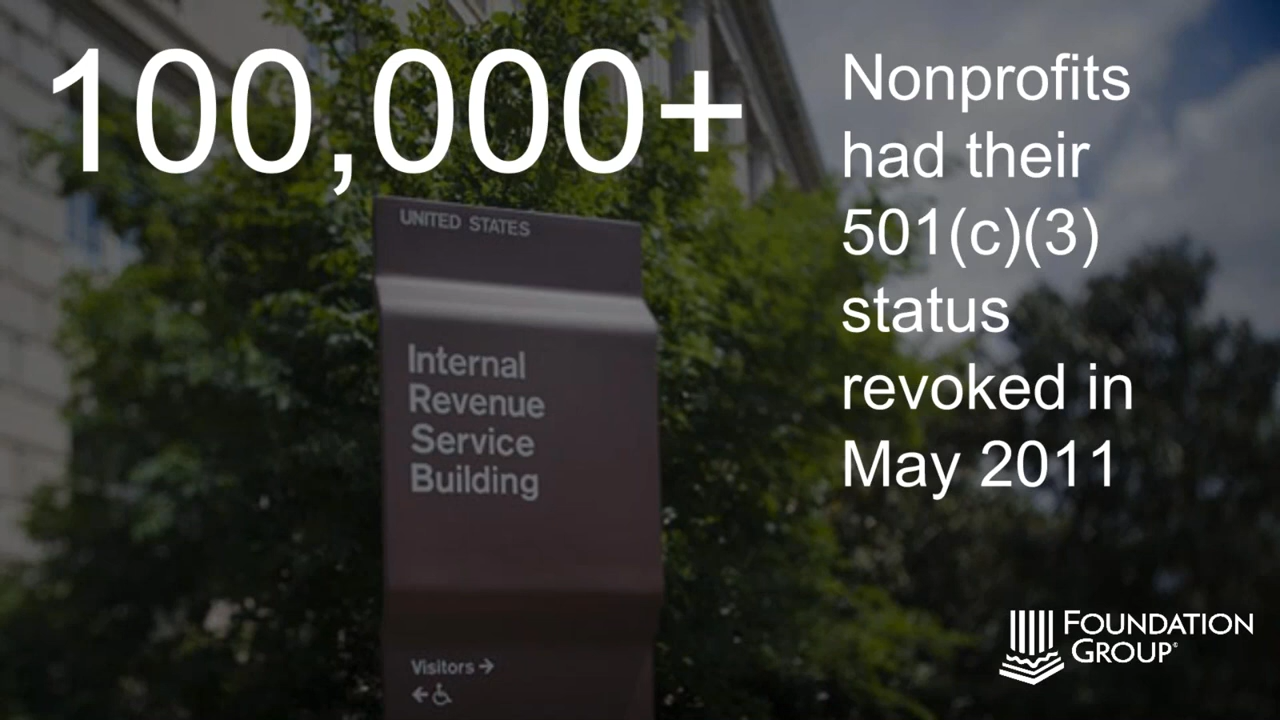 100,000+
Nonprofits
had their
501(c)(3)
status
revoked in
May 2011
UNITED STATES
Internal
Revenue
Service
Building
Visitors →
←
FOUNDATION
GROUP®